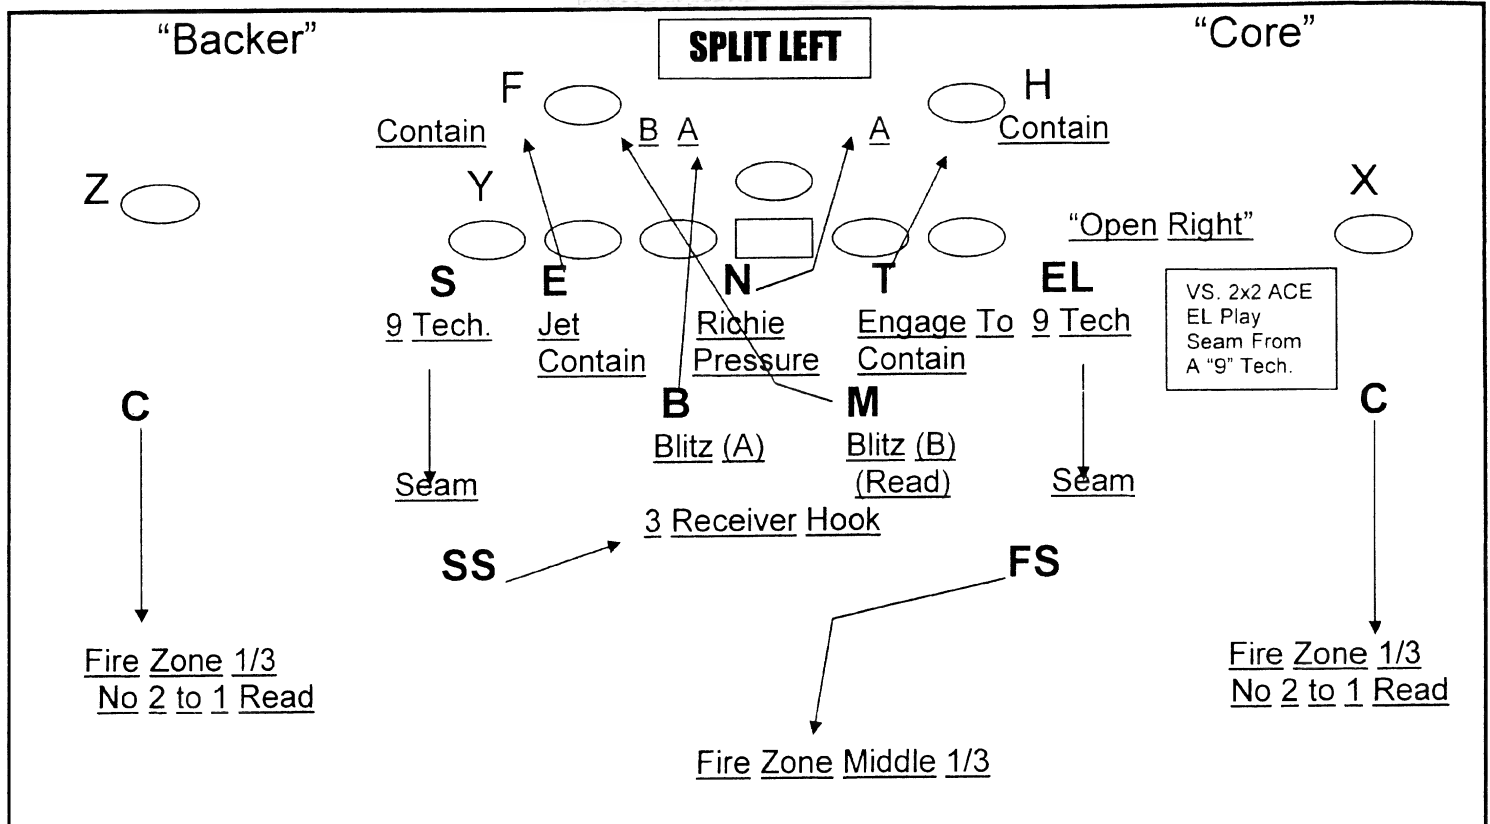 “Backer”
SPLIT LEFT
“Core”
F
H
Contain
B A
A
Contain
Z
Y
X
“Open Right”
S
E
N
T
EL
9 Tech.
Jet
Contain
Richie
Pressure
Engage To
Contain
9 Tech
VS. 2x2 ACE
EL Play
Seam From
A “9” Tech.
C
B
M
C
Blitz (A)
Blitz (B)
(Read)
Seam
Seam
3 Receiver Hook
SS
FS
Fire Zone 1/3
No 2 to 1 Read
Fire Zone 1/3
No 2 to 1 Read
Fire Zone Middle 1/3